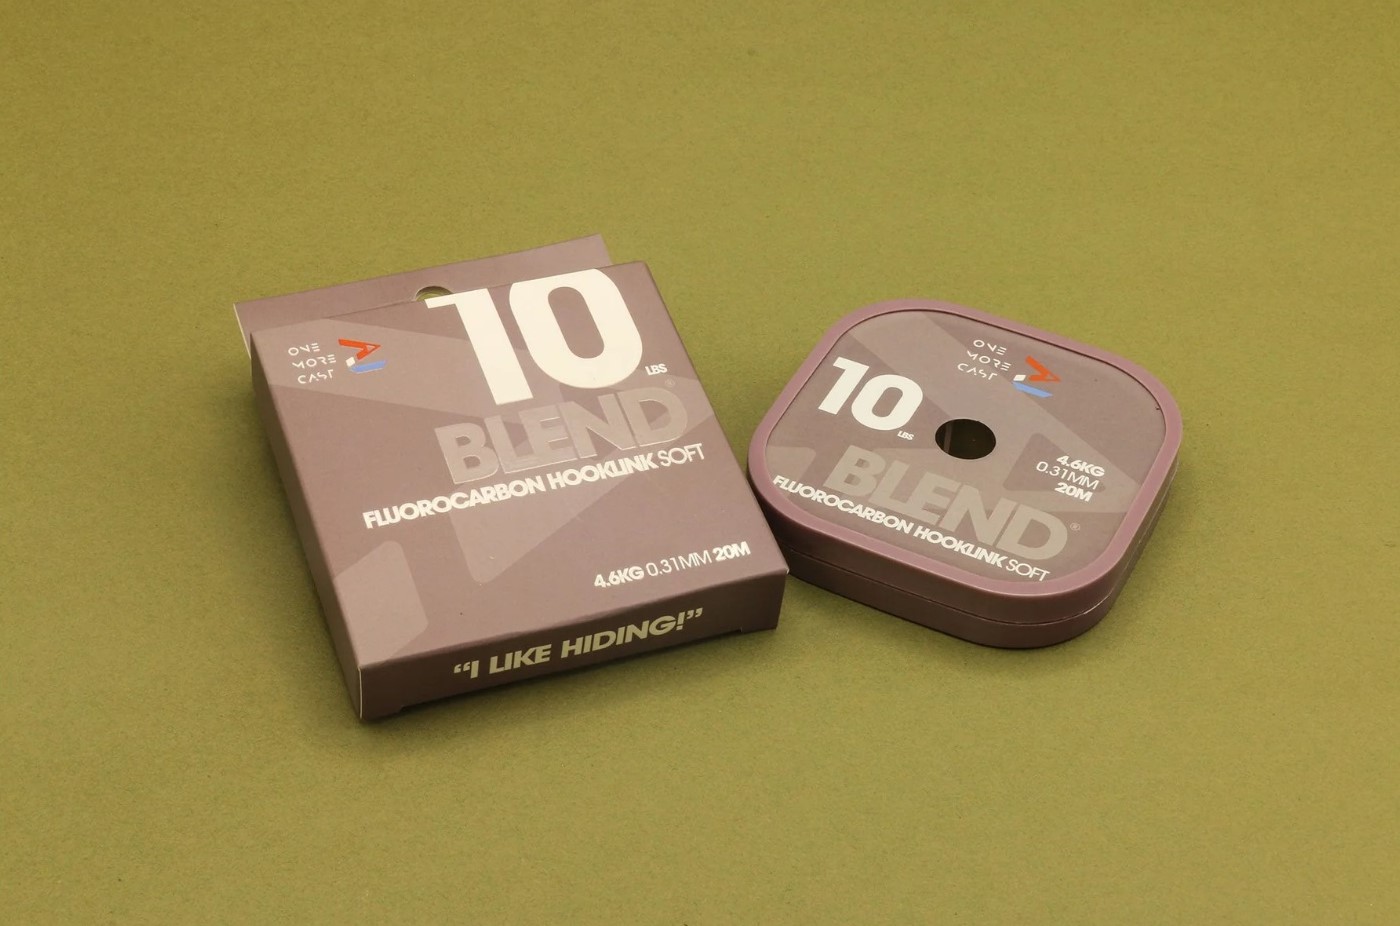 ONE
MORE
CAST
10
LBS
BLEND®
FLUOROCARBON HOOKLINK SOFT
4.6KG 0.31MM 20M
“I LIKE HIDING!”
ONE
MORE
CAST
10
LBS
4.6KG
0.31MM
20M
BLEND®
FLUOROCARBON HOOKLINK SOFT